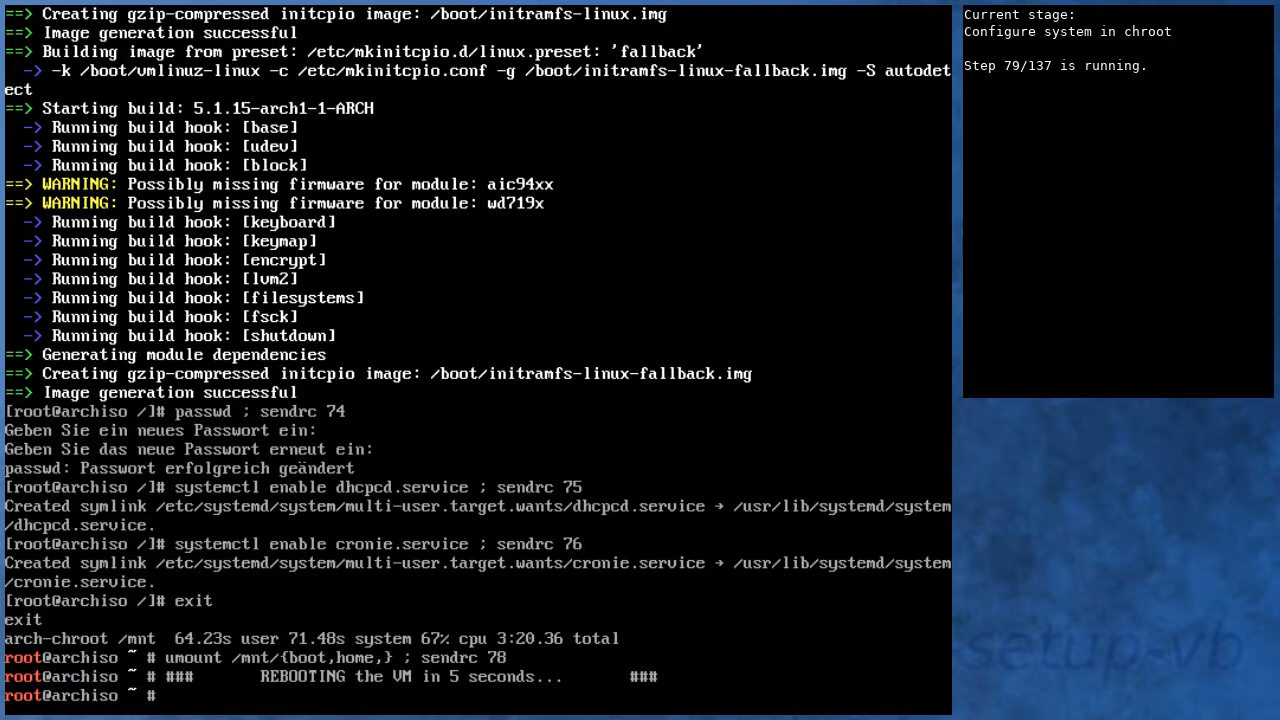 ==> Creating gzip-compressed initcpio image: /boot/initramfs-linux.img
==> Image generation successful
==> Building image from preset: /etc/mkinitcpio.d/linux.preset: 'fallback'
  -> -k /boot/vmlinuz-linux -c /etc/mkinitcpio.conf -g /boot/initramfs-linux-fallback.img -S autodet
ect
==> Starting build: 5.1.15-arch1-1-ARCH
  -> Running build hook: [base]
  -> Running build hook: [udev]
  -> Running build hook: [block]
==> WARNING: Possibly missing firmware for module: aic94xx
==> WARNING: Possibly missing firmware for module: wd719x
  -> Running build hook: [keyboard]
  -> Running build hook: [keymap]
  -> Running build hook: [encrypt]
  -> Running build hook: [lvm2]
  -> Running build hook: [filesystems]
  -> Running build hook: [fsck]
  -> Running build hook: [shutdown]
==> Generating module dependencies
==> Creating gzip-compressed initcpio image: /boot/initramfs-linux-fallback.img
==> Image generation successful
[root@archiso /]# passwd ; sendrc 74
Geben Sie ein neues Passwort ein:
Geben Sie das neue Passwort erneut ein:
passwd: Passwort erfolgreich geändert
[root@archiso /]# systemctl enable dhcpcd.service ; sendrc 75
Created symlink /etc/systemd/system/multi-user.target.wants/dhcpcd.service → /usr/lib/systemd/system
/dhcpcd.service.
[root@archiso /]# systemctl enable cronie.service ; sendrc 76
Created symlink /etc/systemd/system/multi-user.target.wants/cronie.service → /usr/lib/systemd/system
/cronie.service.
[root@archiso /]# exit
exit
arch-chroot /mnt  64.23s user 71.48s system 67% cpu 3:20.36 total
root@archiso ~ # umount /mnt/{boot,home,} ; sendrc 78
root@archiso ~ # ###       REBOOTING the VM in 5 seconds...       ###
root@archiso ~ #
Current stage:
Configure system in chroot
Step 79/137 is running.
-setup-vb